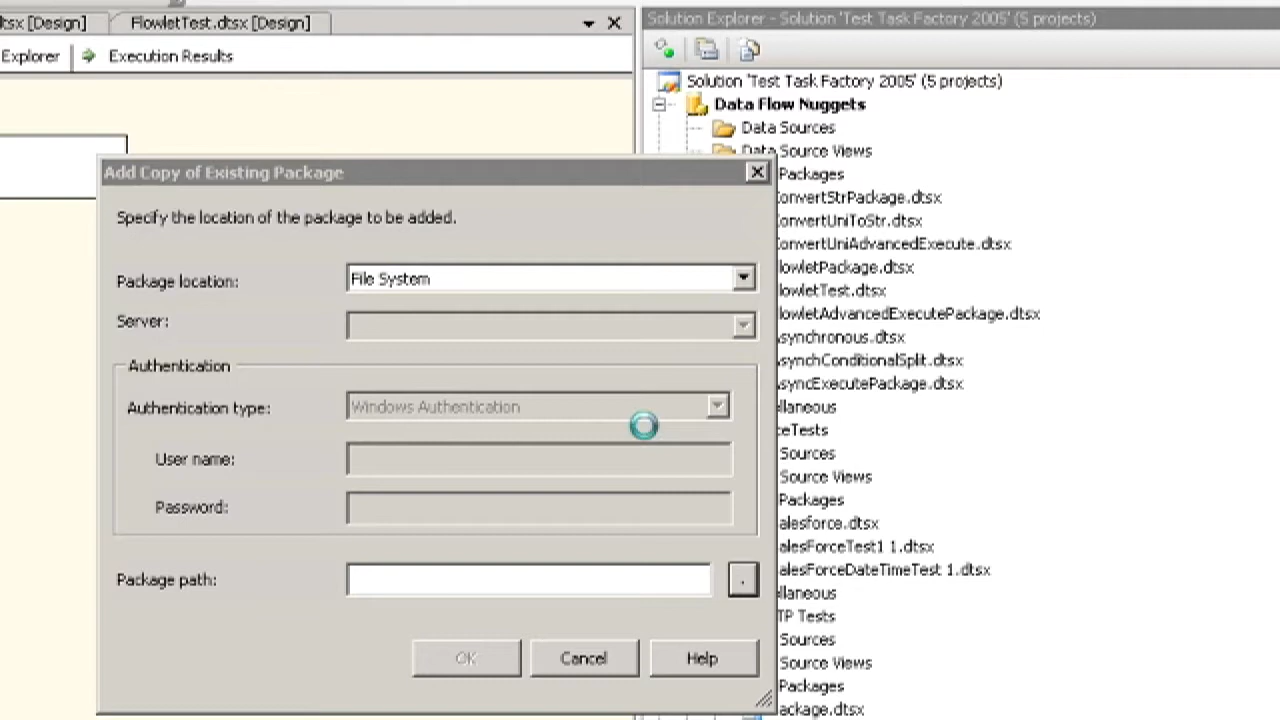 tsx [Design]
FlowletTest.dtsx [Design]
Explorer
Execution Results
Solution Explorer - Solution 'Test Task Factory 2005' (5 projects)
Solution 'Test Task Factory 2005' (5 projects)
Data Flow Nuggets
Data Sources
Data Source Views
Packages
onvertStrPackage.dtsx
onvertUniToStr.dtsx
onvertUniAdvancedExecute.dtsx
lowletPackage.dtsx
lowletTest.dtsx
lowletAdvancedExecutePackage.dtsx
synchronous.dtsx
synchConditionalSplit.dtsx
syncExecutePackage.dtsx
llaneous
ceTests
Sources
Source Views
Packages
alesforce.dtsx
alesForceTest1 1.dtsx
alesForceDateTimeTest 1.dtsx
llaneous
TP Tests
Sources
Source Views
Packages
ackage.dtsx
Add Copy of Existing Package
Specify the location of the package to be added.
Package location:
File System
Server:
Authentication
Authentication type:
Windows Authentication
User name:
Password:
Package path:
.
OK
Cancel
Help